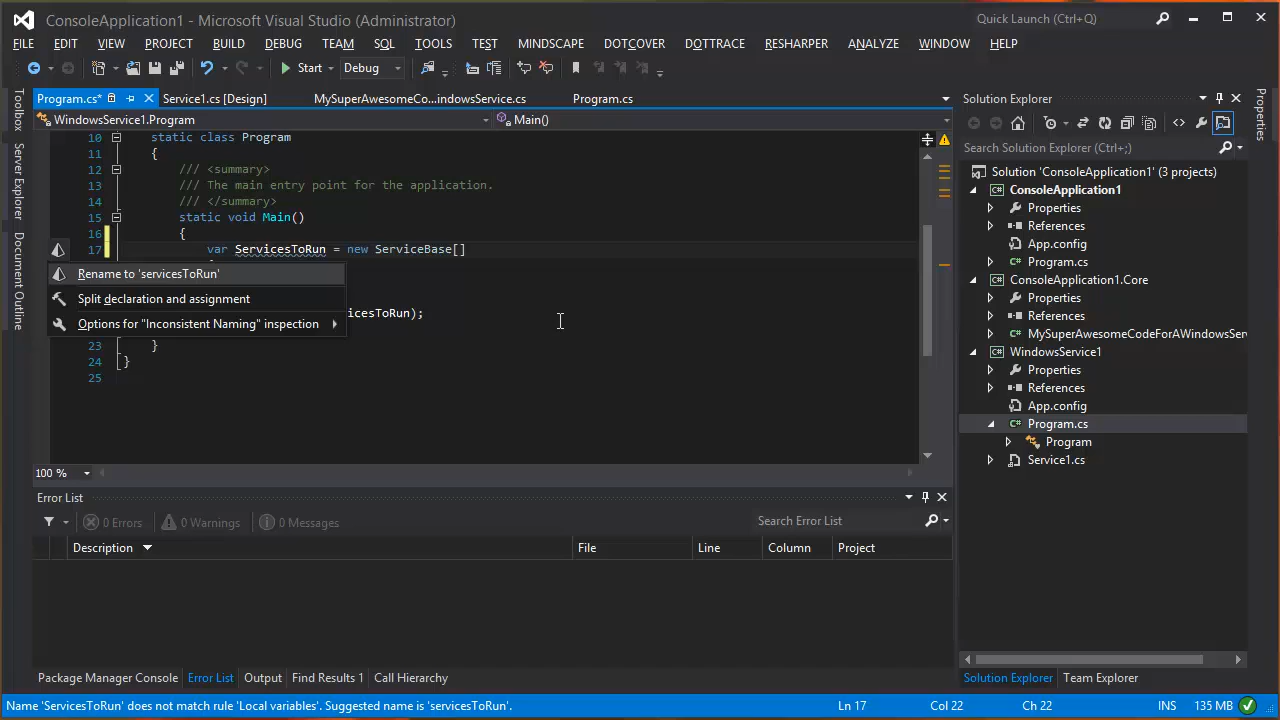 ConsoleApplication1 - Microsoft Visual Studio (Administrator)
Quick Launch (Ctrl+Q)
FILE EDIT VIEW PROJECT BUILD DEBUG TEAM SQL TOOLS TEST MINDSCAPE DOTCOVER DOTTRACE RESHARPER ANALYZE WINDOW HELP
Start Debug
Program.cs* Service1.cs [Design] MySuperAwesomeCo...indowsService.cs Program.cs
WindowsService1.Program Main()
Toolbox
Server Explorer
Document Outline
10 static class Program
11 {
12 /// <summary>
13 /// The main entry point for the application.
14 /// </summary>
15 static void Main()
16 {
17 var ServicesToRun = new ServiceBase[]
Rename to 'servicesToRun'
Split declaration and assignment
icesToRun);
Options for "Inconsistent Naming" inspection
23 }
24 }
25
100 %
Error List
0 Errors 0 Warnings 0 Messages
Search Error List
Description File Line Column Project
Package Manager Console Error List Output Find Results 1 Call Hierarchy
Solution Explorer
Search Solution Explorer (Ctrl+;)
Solution 'ConsoleApplication1' (3 projects)
ConsoleApplication1
Properties
References
App.config
Program.cs
ConsoleApplication1.Core
Properties
References
MySuperAwesomeCodeForAWindowsServ
WindowsService1
Properties
References
App.config
Program.cs
Program
Service1.cs
Solution Explorer Team Explorer
Properties
Name 'ServicesToRun' does not match rule 'Local variables'. Suggested name is 'servicesToRun'.
Ln 17 Col 22 Ch 22 INS 135 MB